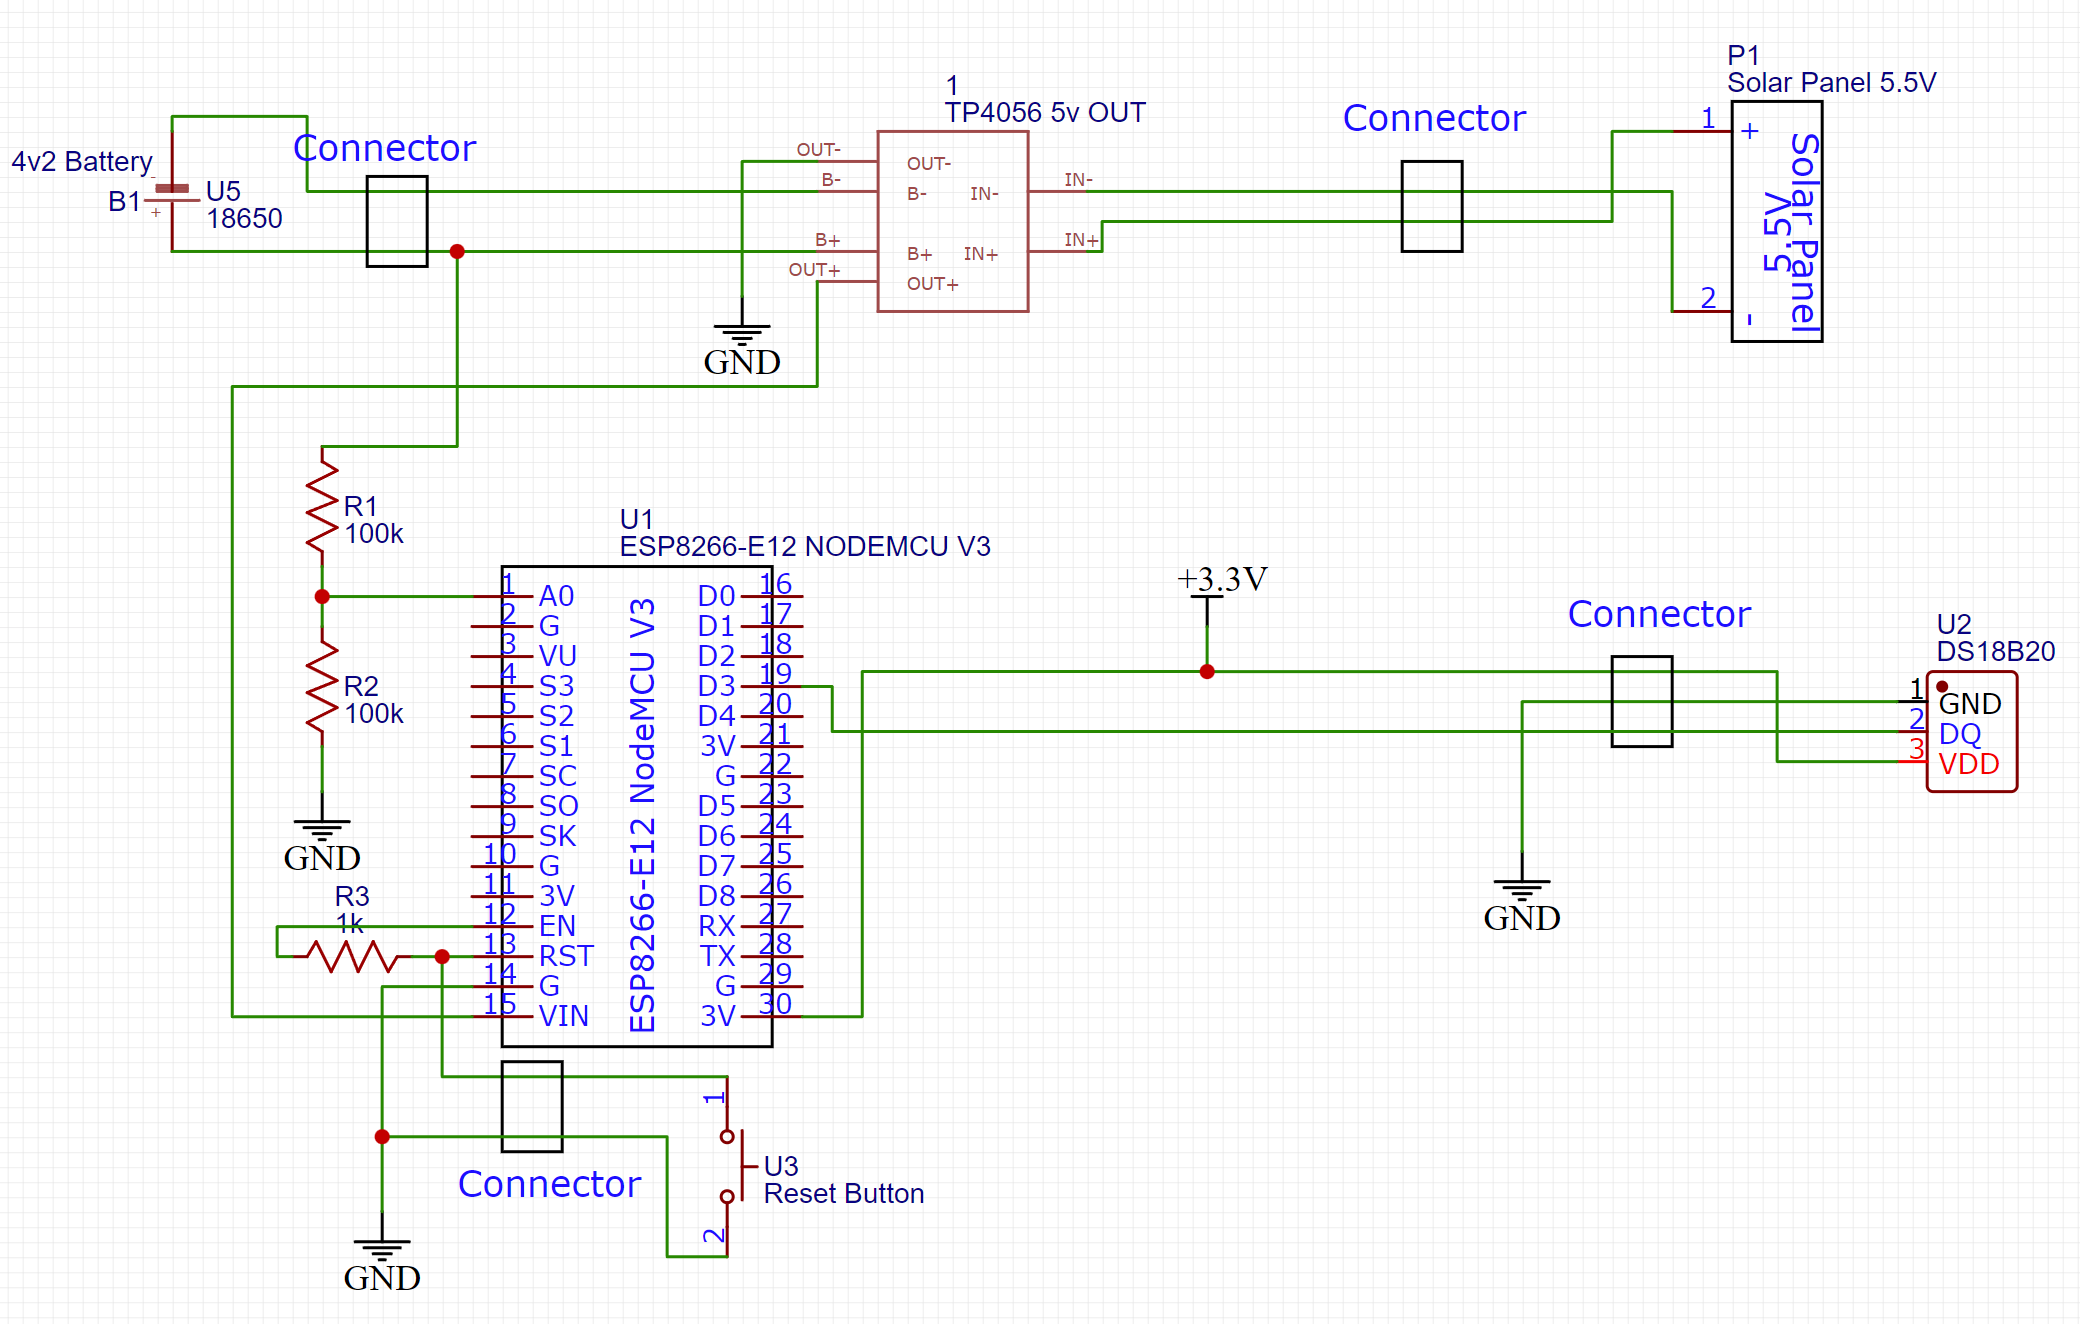 P1
Solar Panel 5.5V
1
TP4056 5v OUT
Connector
1
+
Solar Panel
5.5V
2
-
Connector
4v2 Battery
-
B1
+
U5
18650
OUT-
B-
B+
OUT+
OUT-
B-
IN-
B+
IN+
OUT+
IN-
IN+
GND
R1
100k
R2
100k
GND
U1
ESP8266-E12 NODEMCU V3
ESP8266-E12 NodeMCU V3
1 A0
2 G
3 VU
4 S3
5 S2
6 S1
7 SC
8 SO
9 SK
10 G
11 3V
12 EN
13 RST
14 G
15 VIN
D0 16
D1 17
D2 18
D3 19
D4 20
3V 21
G 22
D5 23
D6 24
D7 25
D8 26
RX 27
TX 28
G 29
3V 30
+3.3V
Connector
U2
DS18B20
1 GND
2 DQ
3 VDD
GND
R3
1k
Connector
1
U3
Reset Button
2
GND